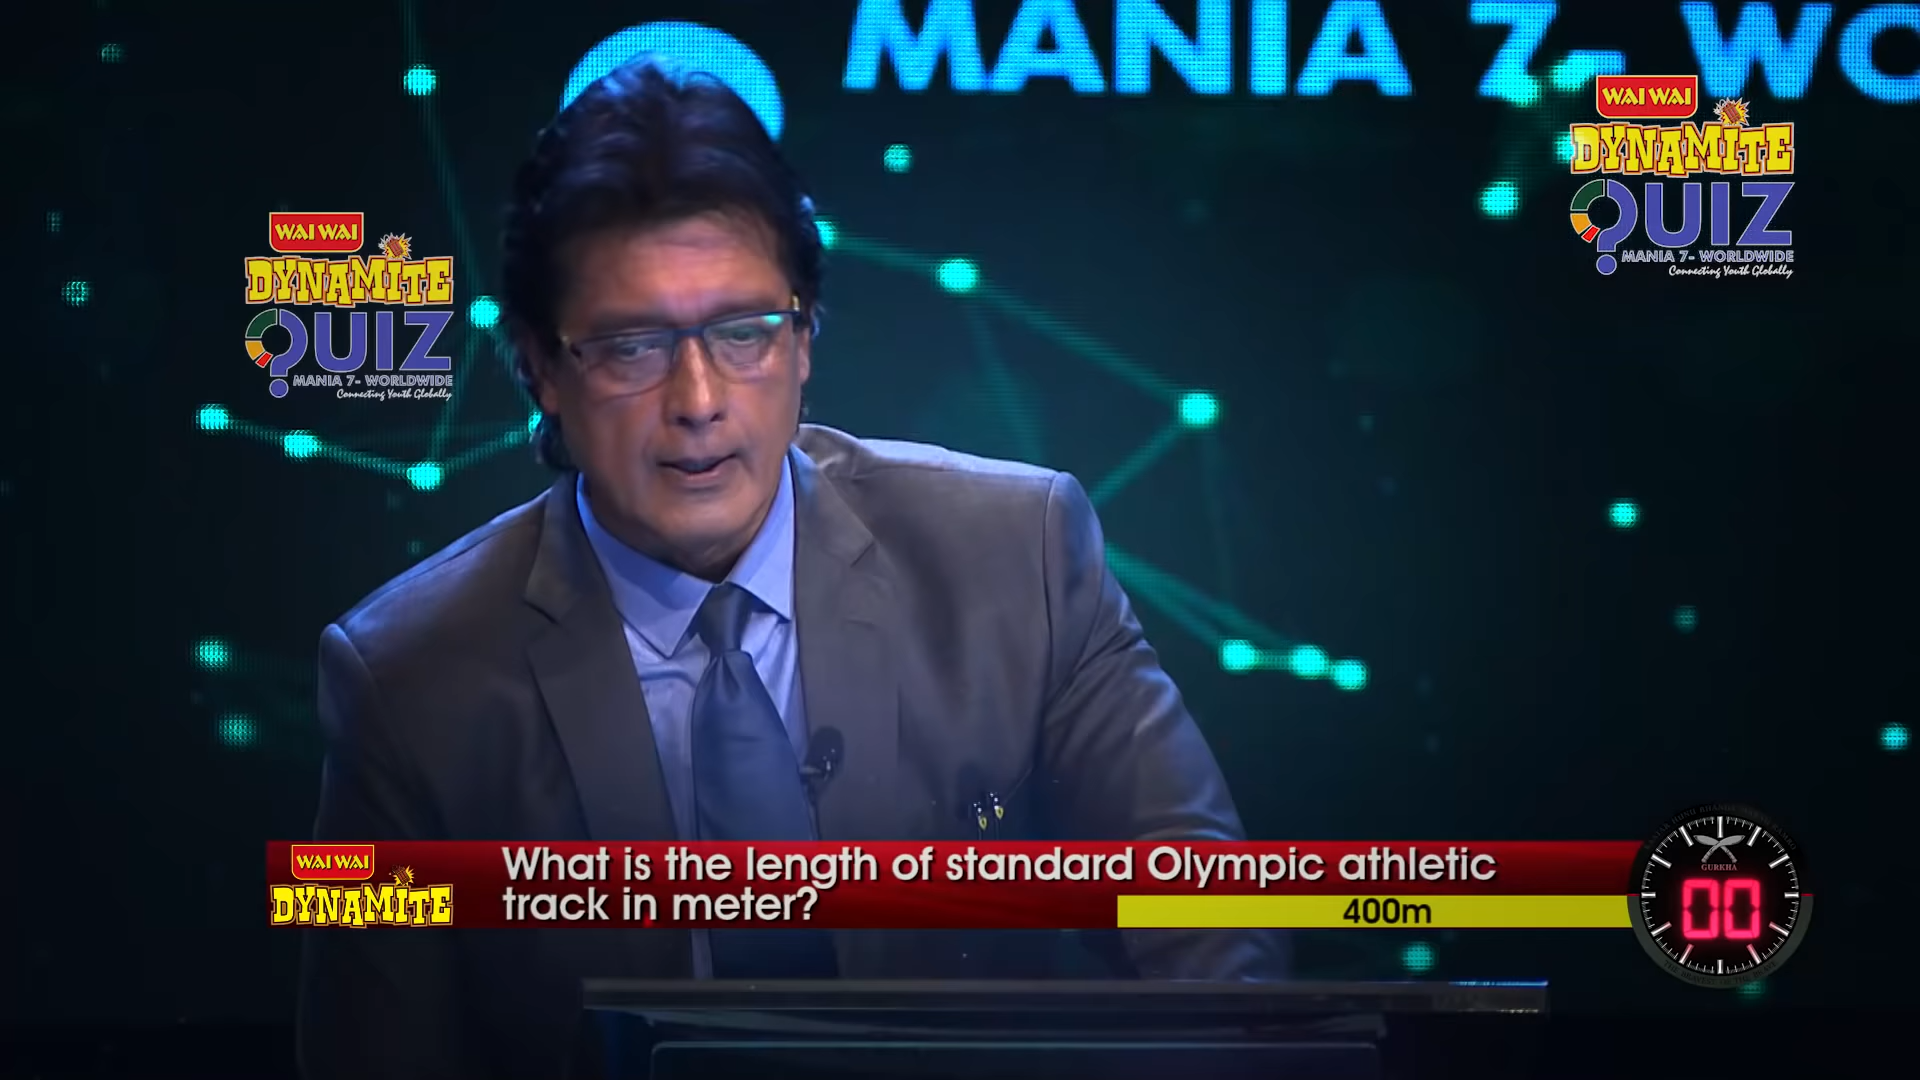 MANIA 7- WO
WAI WAI
DYNAMITE
QUIZ
MANIA 7- WORLDWIDE
Connecting Youth Globally
WAI WAI
DYNAMITE
QUIZ
MANIA 7- WORLDWIDE
Connecting Youth Globally
WAI WAI
DYNAMITE
What is the length of standard Olympic athletic
track in meter?
400m
GURKHA
00